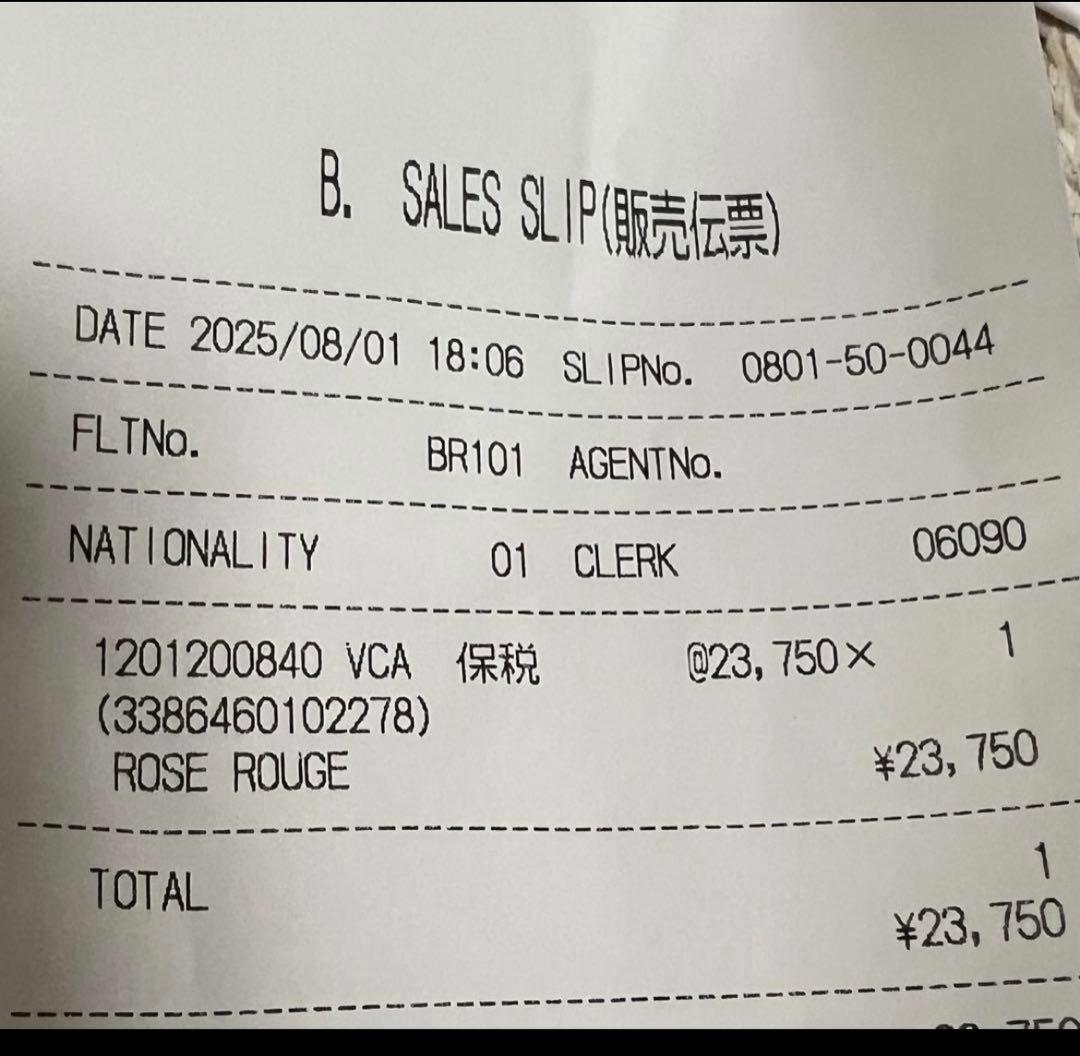 B. SALES SLIP(販売伝票)
DATE 2025/08/01 18:06 SLIPNo. 0801-50-0044
FLTNo. BR101 AGENTNo.
NATIONALITY 01 CLERK 06090
1201200840 VCA 保税 @23,750× 1
(3386460102278)
ROSE ROUGE ¥23,750
TOTAL 1
¥23,750